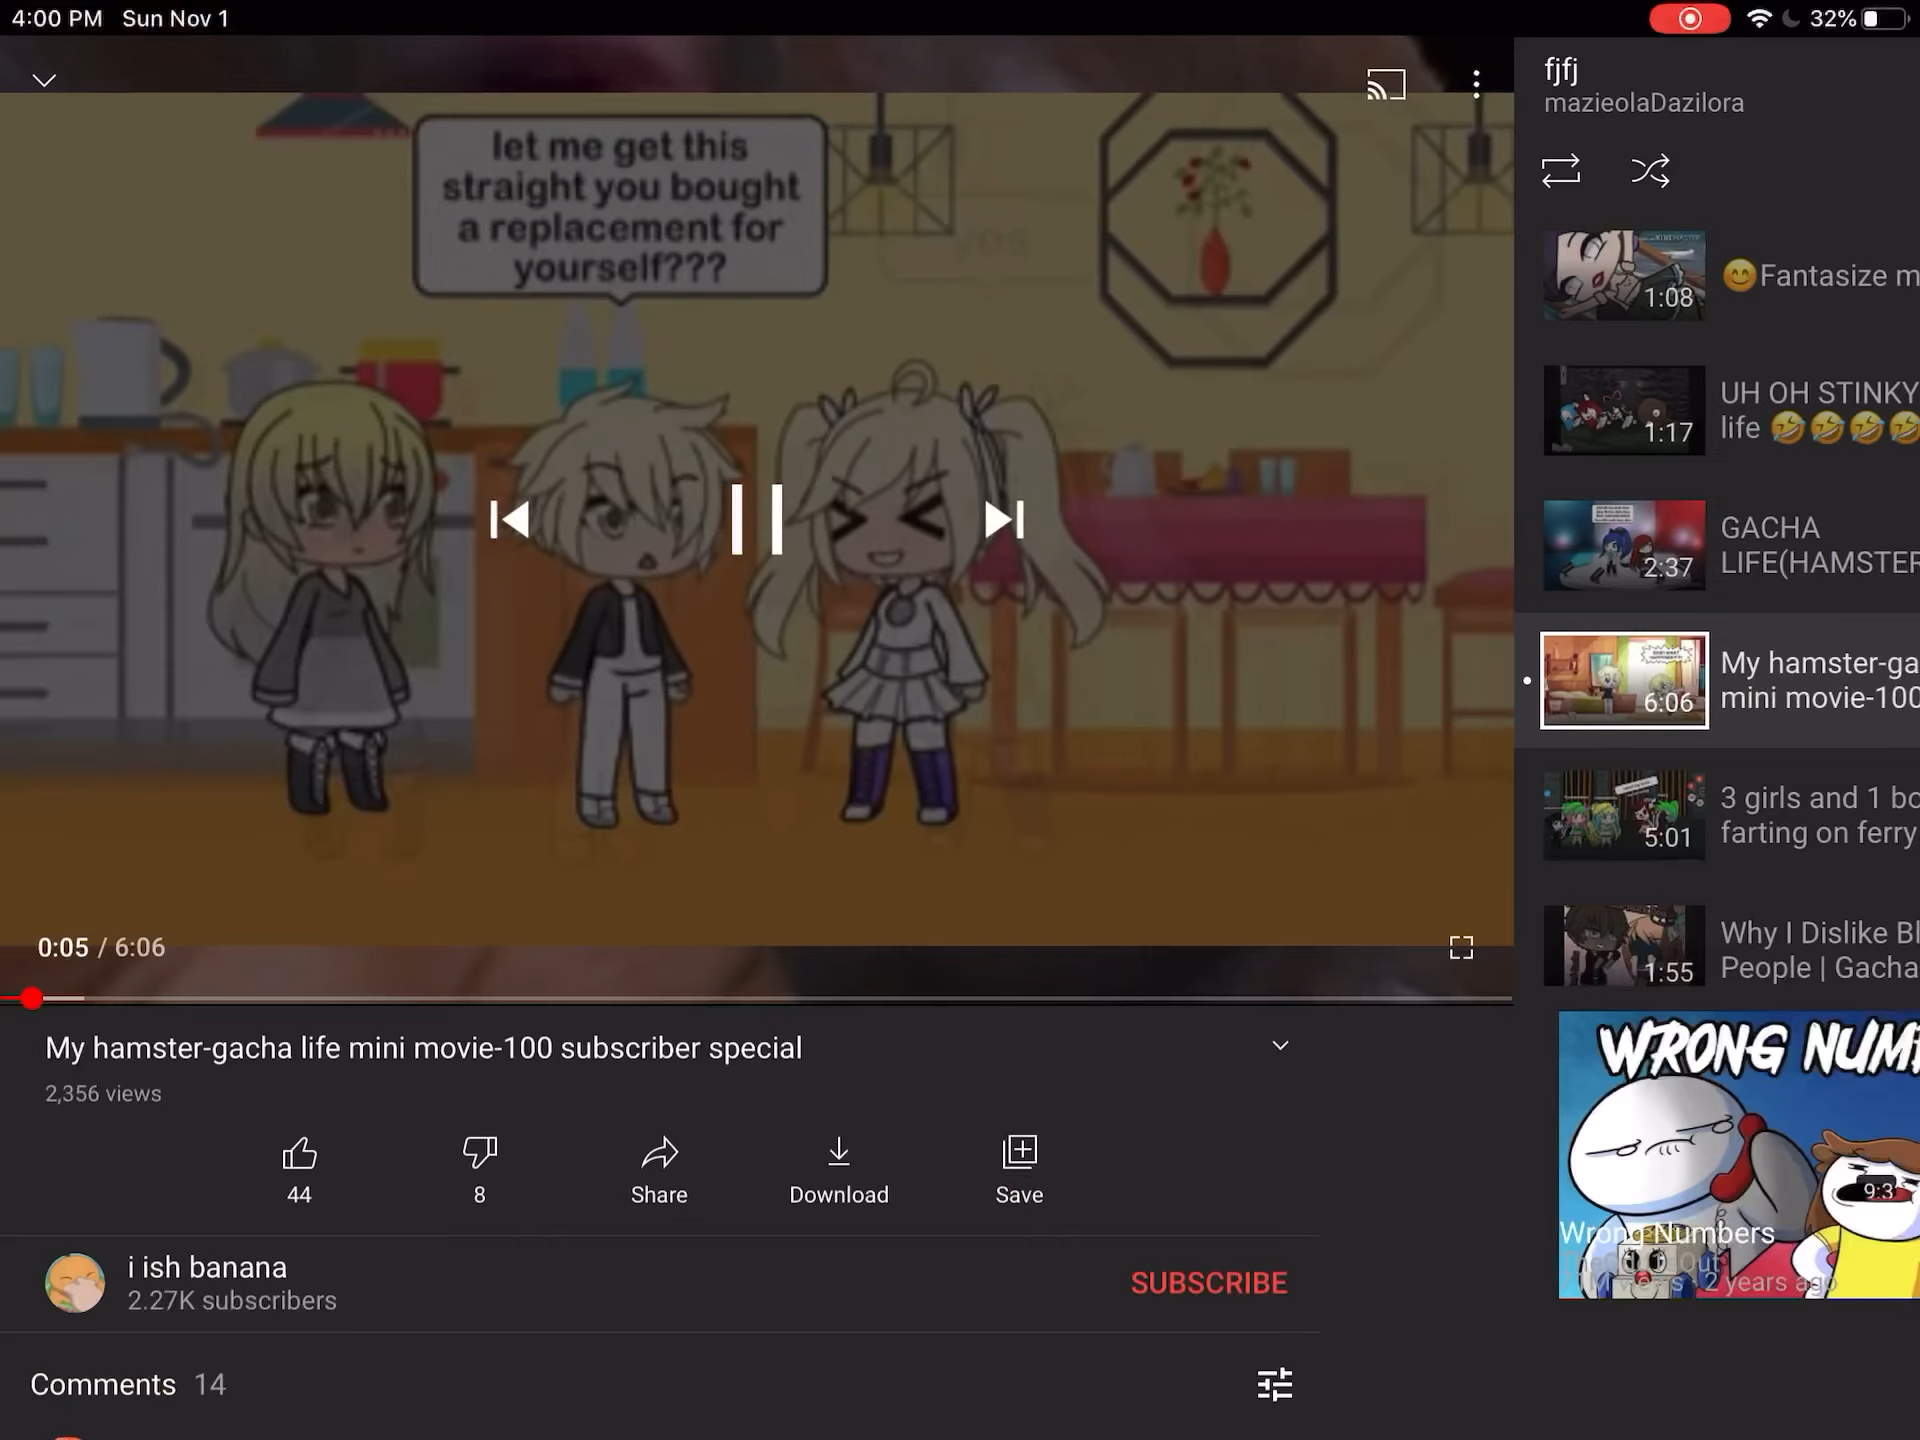 4:00 PM Sun Nov 1
32%
let me get this
straight you bought
a replacement for
yourself???
yes
0:05 / 6:06
My hamster-gacha life mini movie-100 subscriber special
2,356 views
44
8
Share
Download
Save
i ish banana
2.27K subscribers
SUBSCRIBE
Comments 14
fjfj
mazieolaDazilora
1:08
😊Fantasize m
1:17
UH OH STINKY
life 🤣🤣🤣🤣
2:37
GACHA
LIFE(HAMSTER
6:06
My hamster-ga
mini movie-100
5:01
3 girls and 1 bo
farting on ferry
1:55
Why I Dislike Bl
People | Gacha
WRONG NUM
9:3
Wrong Numbers
2 years ago